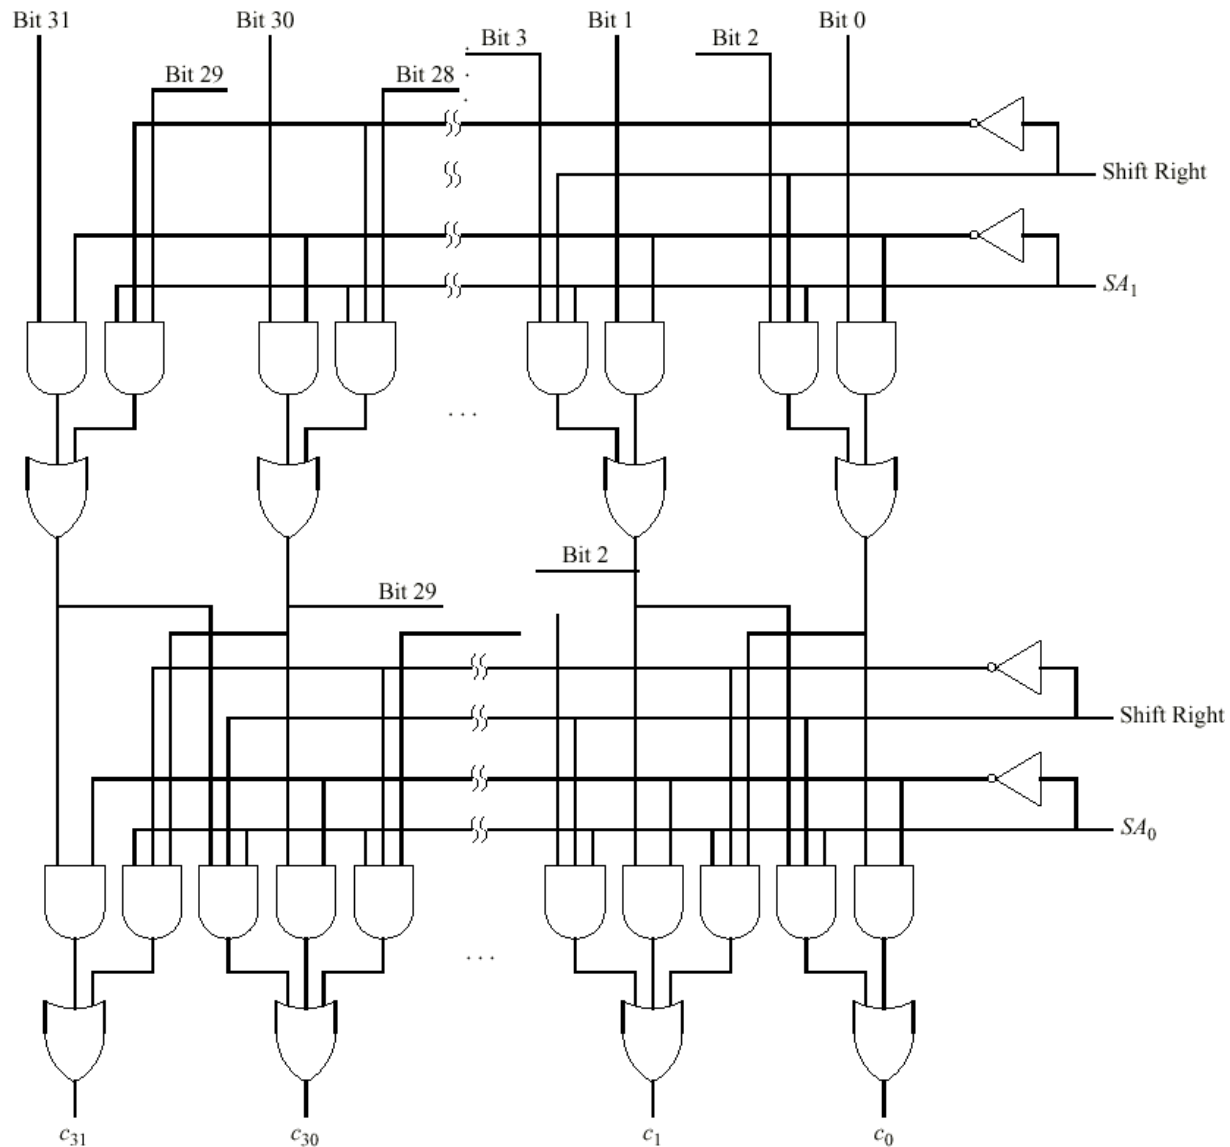 Bit 31 Bit 30 Bit 1 Bit 0
Bit 3 Bit 2
Bit 29 Bit 28
Shift Right
SA1
. . .
Bit 2
Bit 29
Shift Right
SA0
. . .
c31 c30 c1 c0